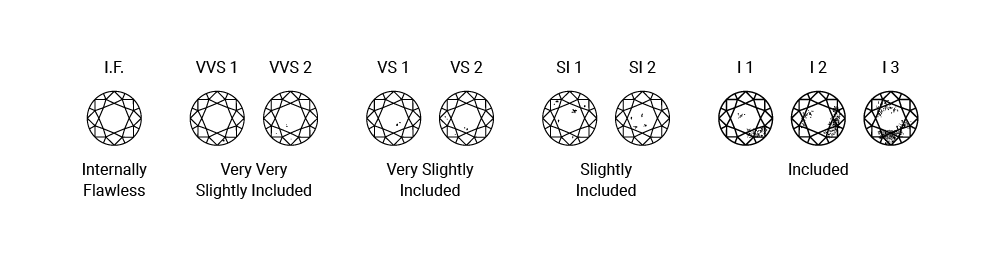 I.F.
VVS 1
VVS 2
VS 1
VS 2
SI 1
SI 2
I 1
I 2
I 3
Internally
Flawless
Very Very
Slightly Included
Very Slightly
Included
Slightly
Included
Included